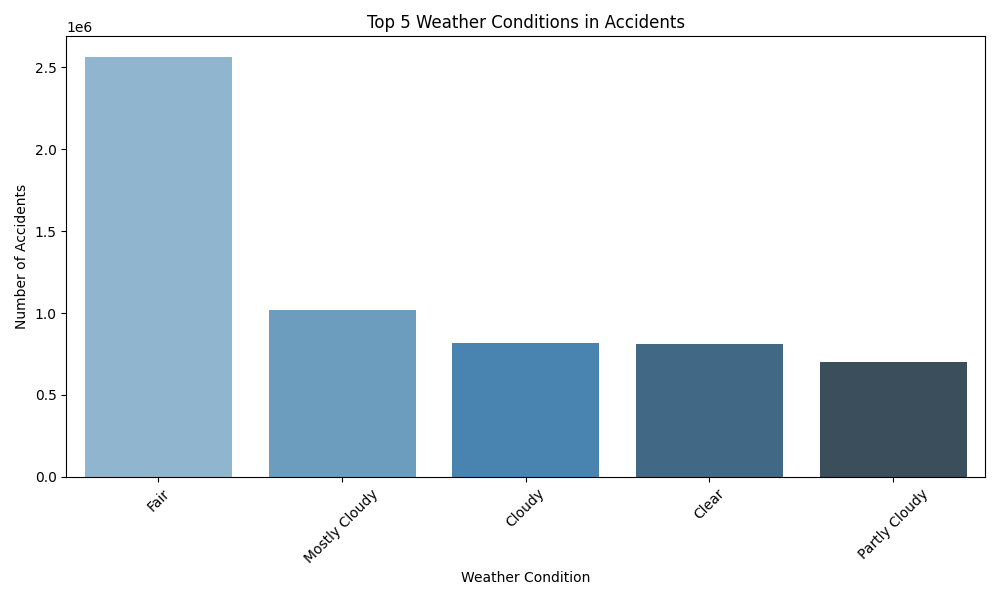 Top 5 Weather Conditions in Accidents
1e6
2.5
2.0
1.5
1.0
0.5
0.0
Number of Accidents
Fair
Mostly Cloudy
Cloudy
Clear
Partly Cloudy
Weather Condition